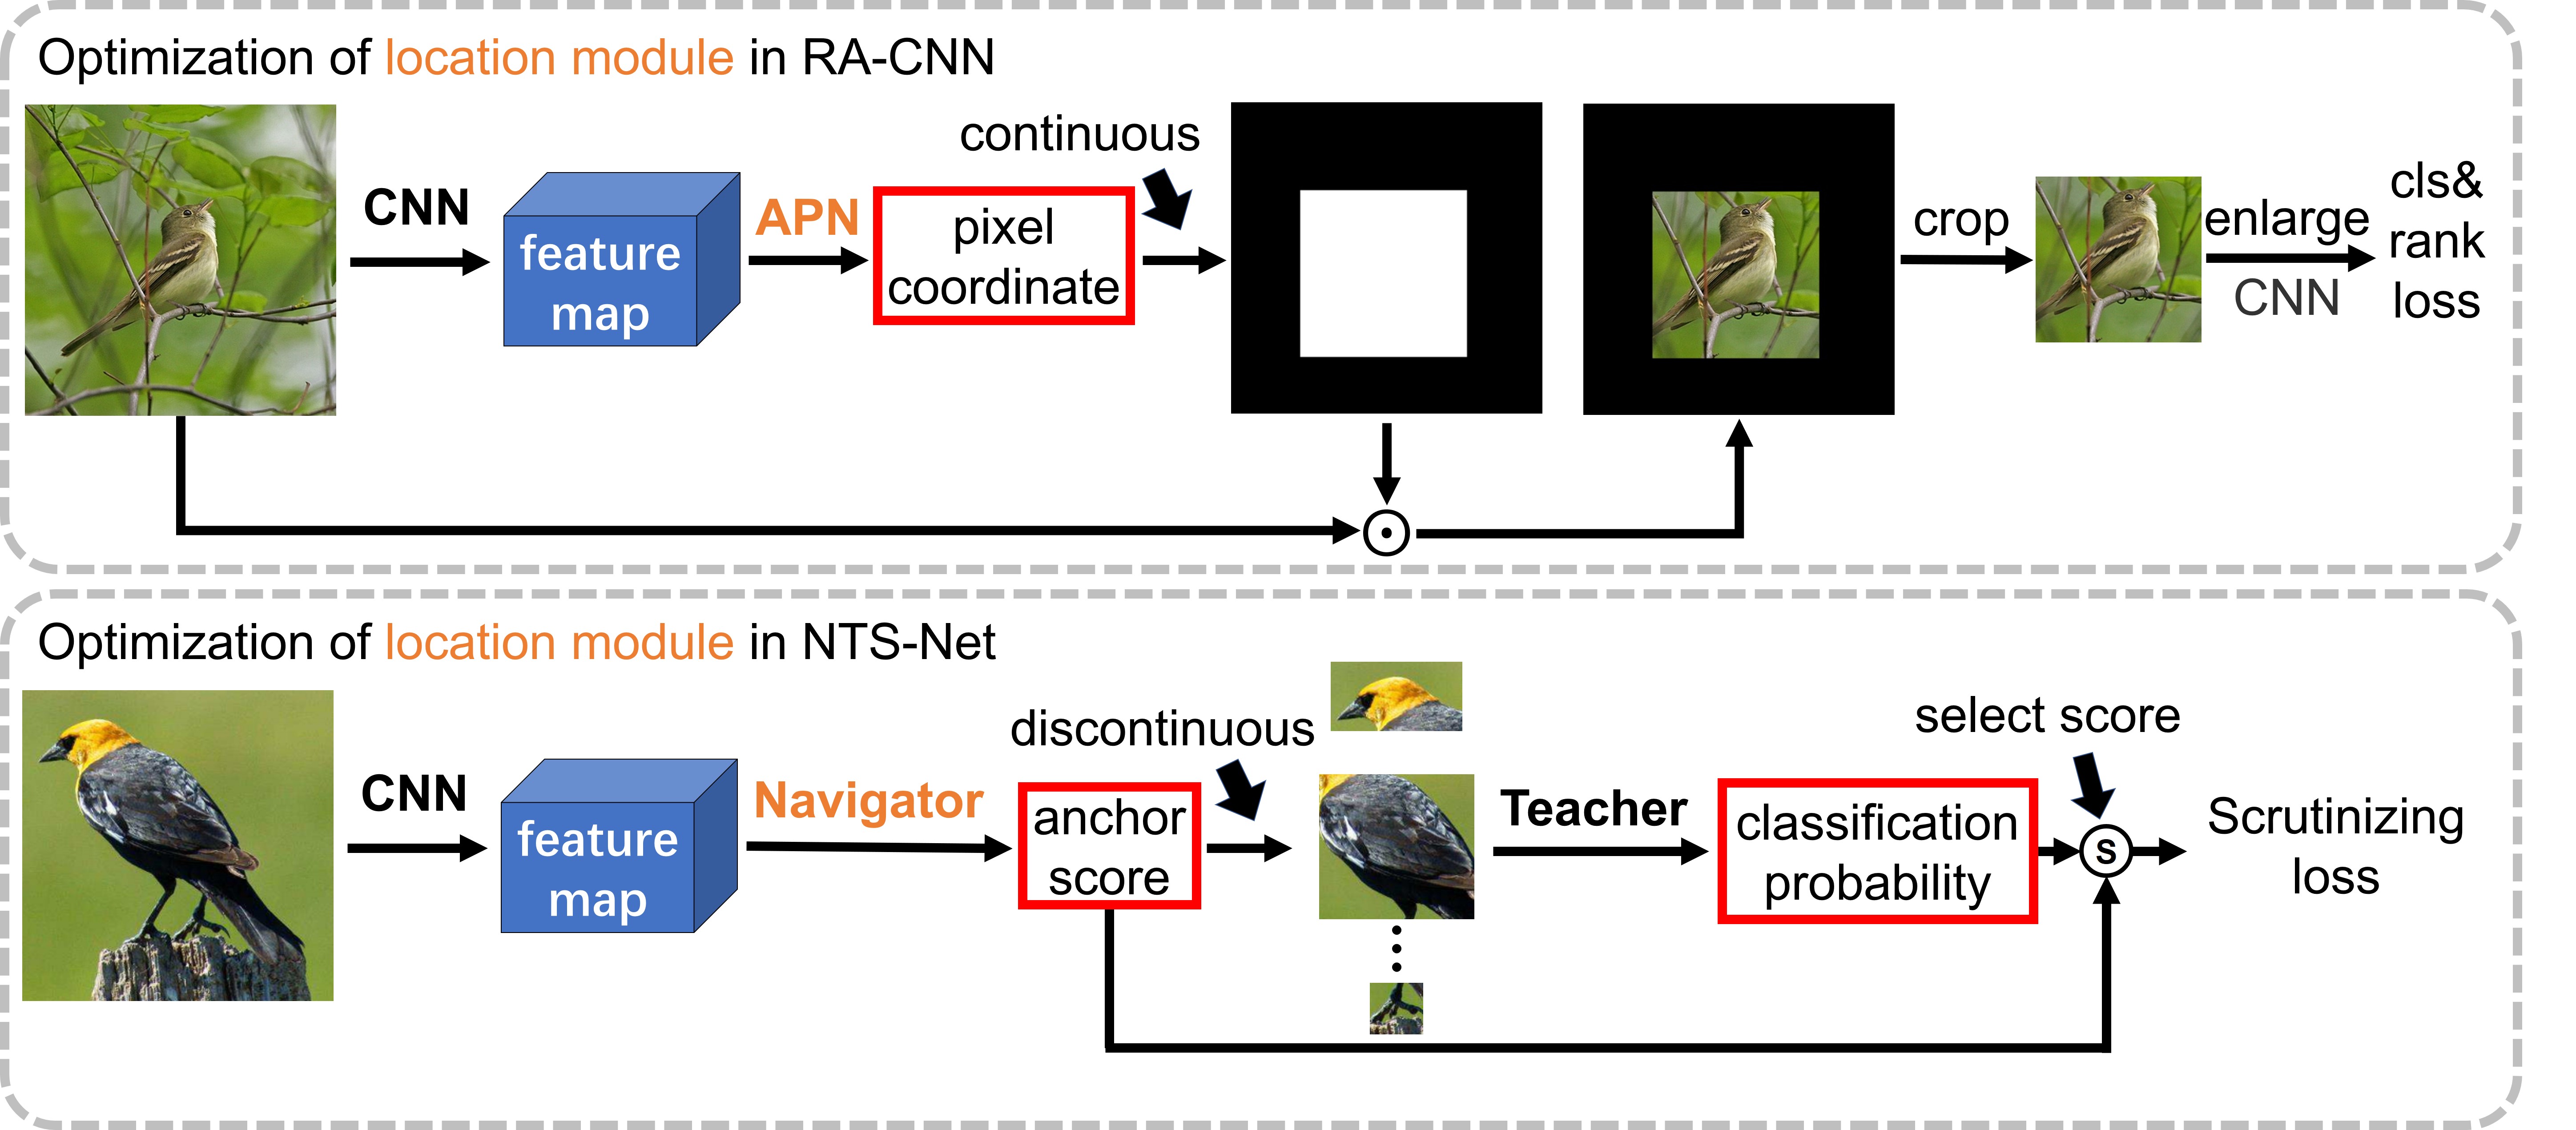 Optimization of location module in RA-CNN
CNN
feature
map
APN
pixel
coordinate
continuous
crop
enlarge
CNN
cls&
rank
loss
Optimization of location module in NTS-Net
CNN
feature
map
Navigator
anchor
score
discontinuous
Teacher
classification
probability
select score
S
Scrutinizing
loss